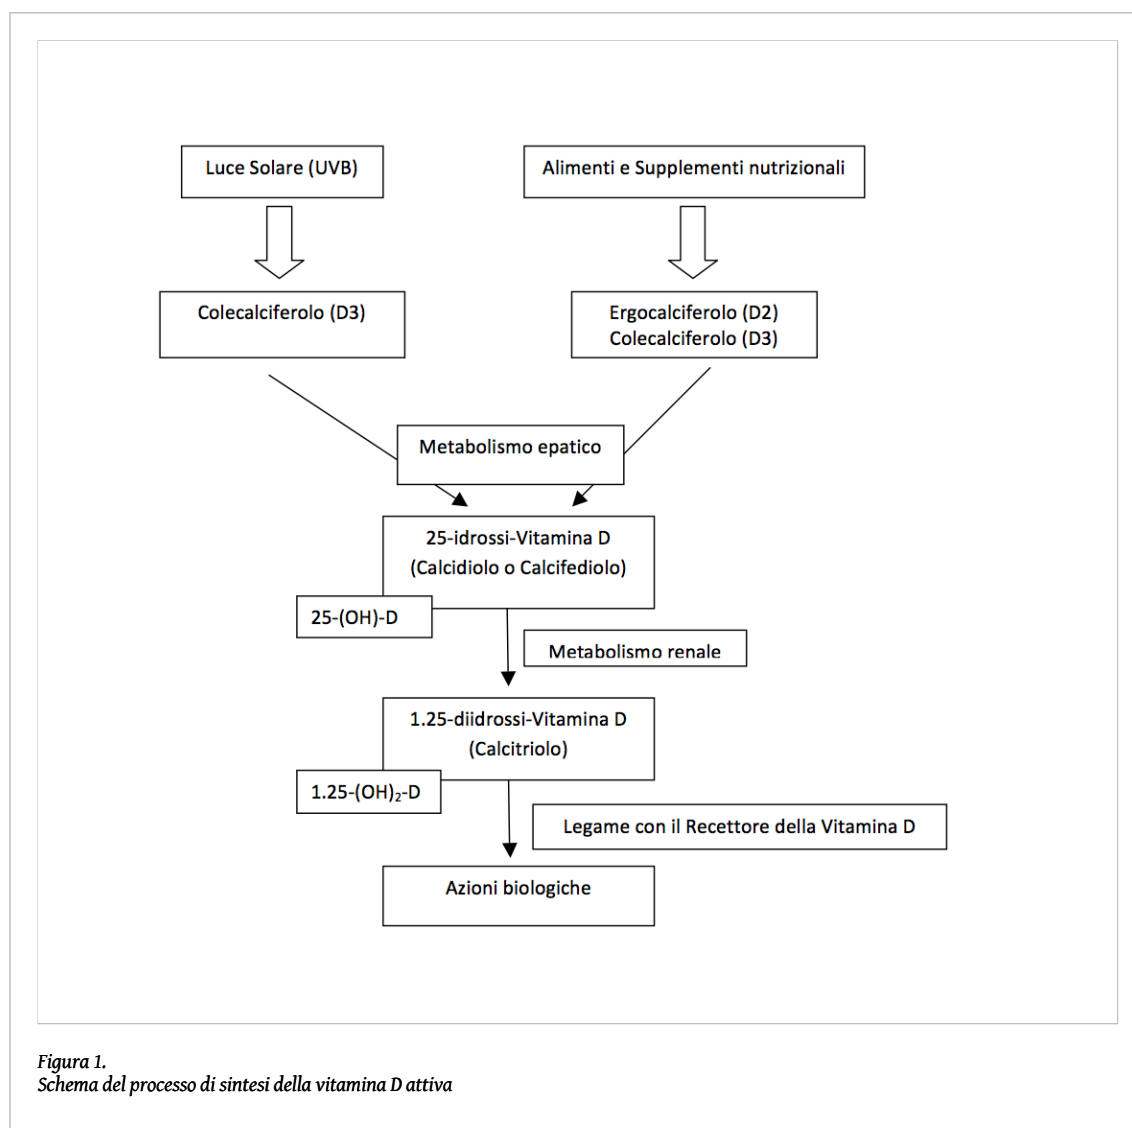 Luce Solare (UVB)
Alimenti e Supplementi nutrizionali
Colecalciferolo (D3)
Ergocalciferolo (D2)
Colecalciferolo (D3)
Metabolismo epatico
25-idrossi-Vitamina D
(Calcidiolo o Calcifediolo)
25-(OH)-D
Metabolismo renale
1.25-diidrossi-Vitamina D
(Calcitriolo)
1.25-(OH)₂-D
Legame con il Recettore della Vitamina D
Azioni biologiche
Figura 1.
Schema del processo di sintesi della vitamina D attiva